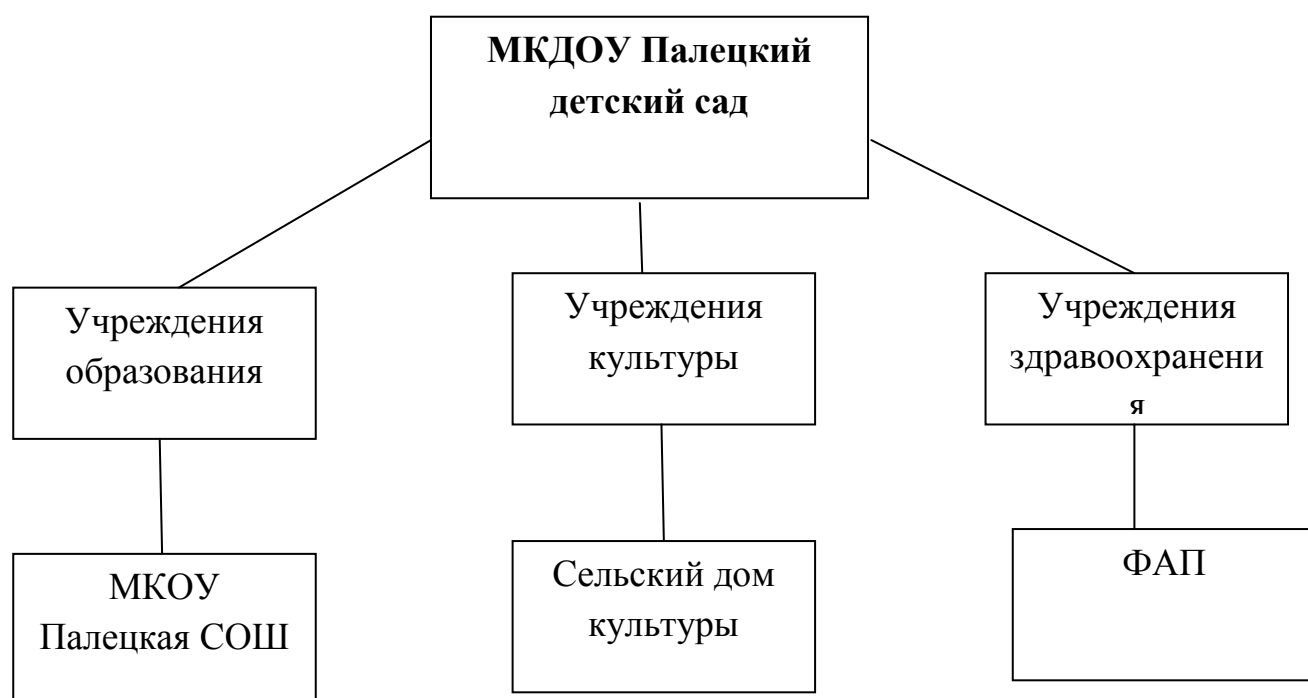 МКДОУ Палецкий
детский сад
Учреждения
образования
Учреждения
культуры
Учреждения
здравоохранени
я
МКОУ
Палецкая СОШ
Сельский дом
культуры
ФАП